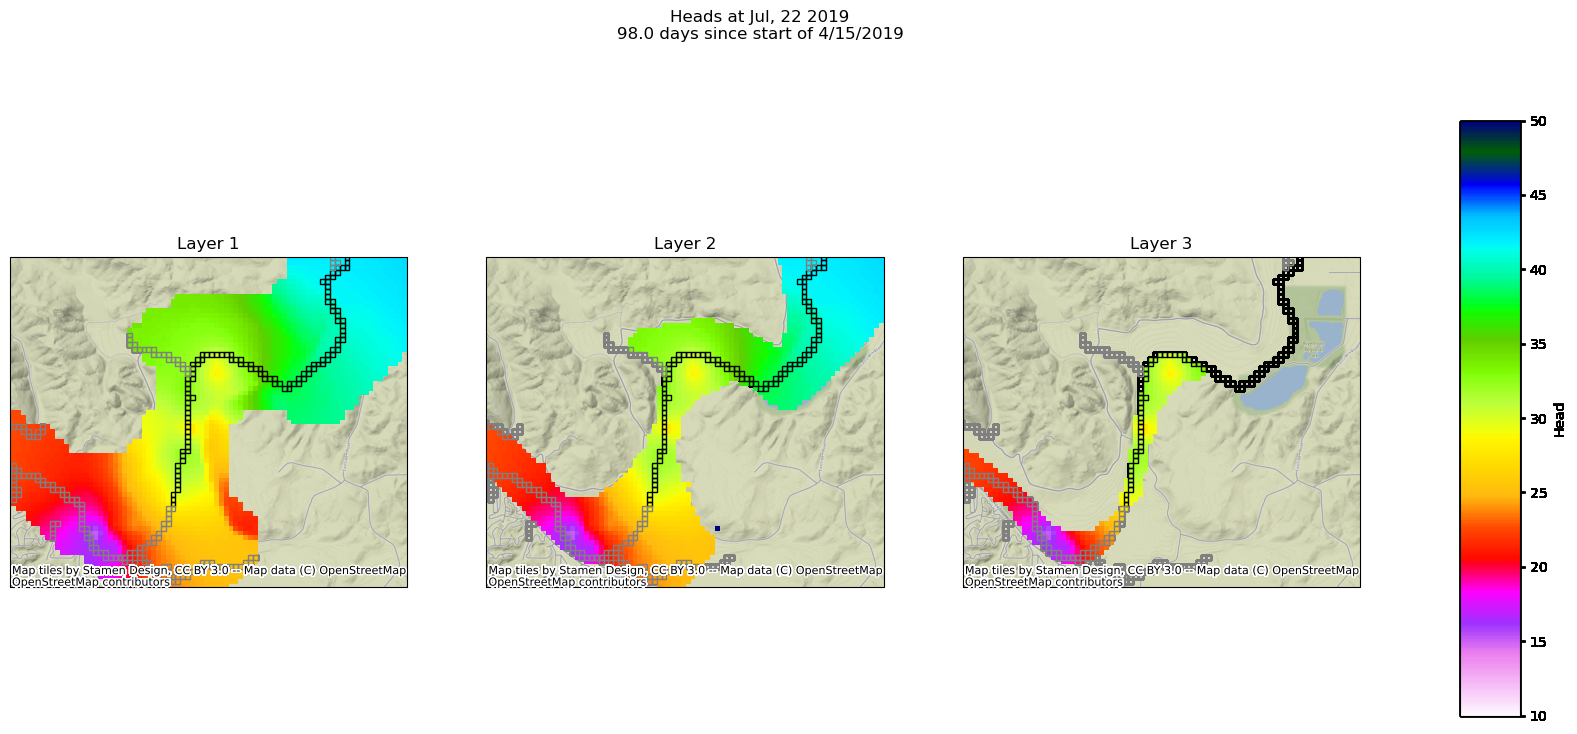 Heads at Jul, 22 2019
98.0 days since start of 4/15/2019
Layer 1
Layer 2
Layer 3
Map tiles by Stamen Design, CC BY 3.0 -- Map data (C) OpenStreetMap
OpenStreetMap contributors
Map tiles by Stamen Design, CC BY 3.0 -- Map data (C) OpenStreetMap
OpenStreetMap contributors
Map tiles by Stamen Design, CC BY 3.0 -- Map data (C) OpenStreetMap
OpenStreetMap contributors
50
45
40
35
30
25
20
15
10
Head